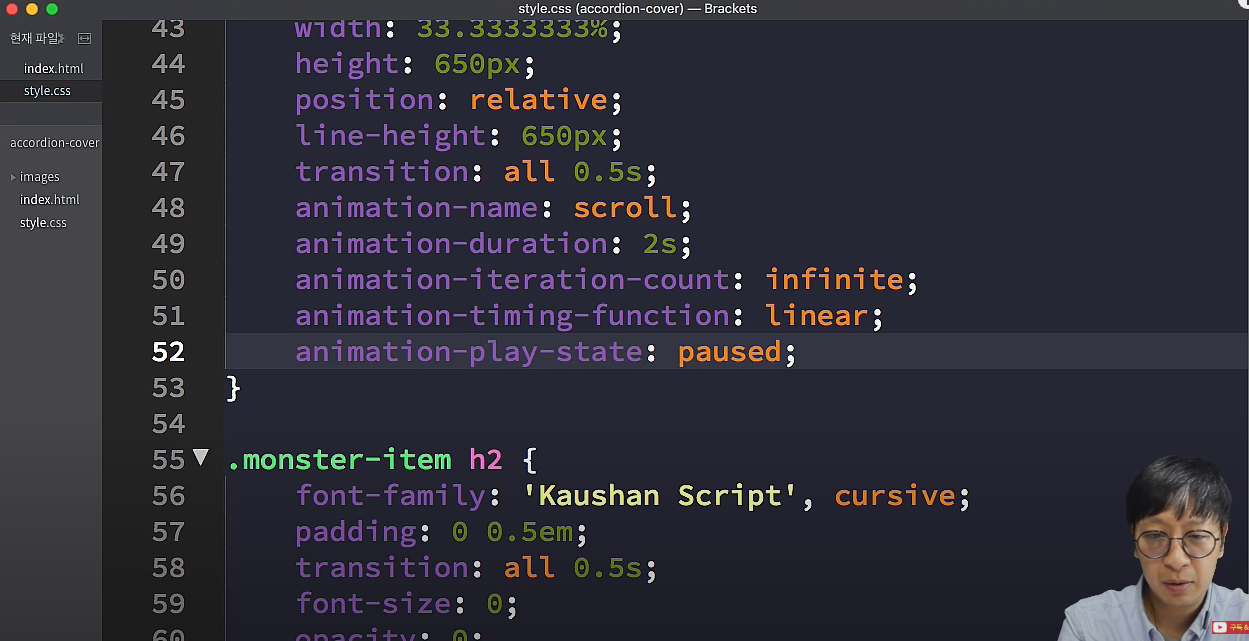 style.css (accordion-cover) — Brackets
현재 파일
index.html
style.css
accordion-cover
images
index.html
style.css
43 width: 33.3333333%;
44 height: 650px;
45 position: relative;
46 line-height: 650px;
47 transition: all 0.5s;
48 animation-name: scroll;
49 animation-duration: 2s;
50 animation-iteration-count: infinite;
51 animation-timing-function: linear;
52 animation-play-state: paused;
53 }
54
55 .monster-item h2 {
56 font-family: 'Kaushan Script', cursive;
57 padding: 0 0.5em;
58 transition: all 0.5s;
59 font-size: 0;
60 opacity: 0;
구독&